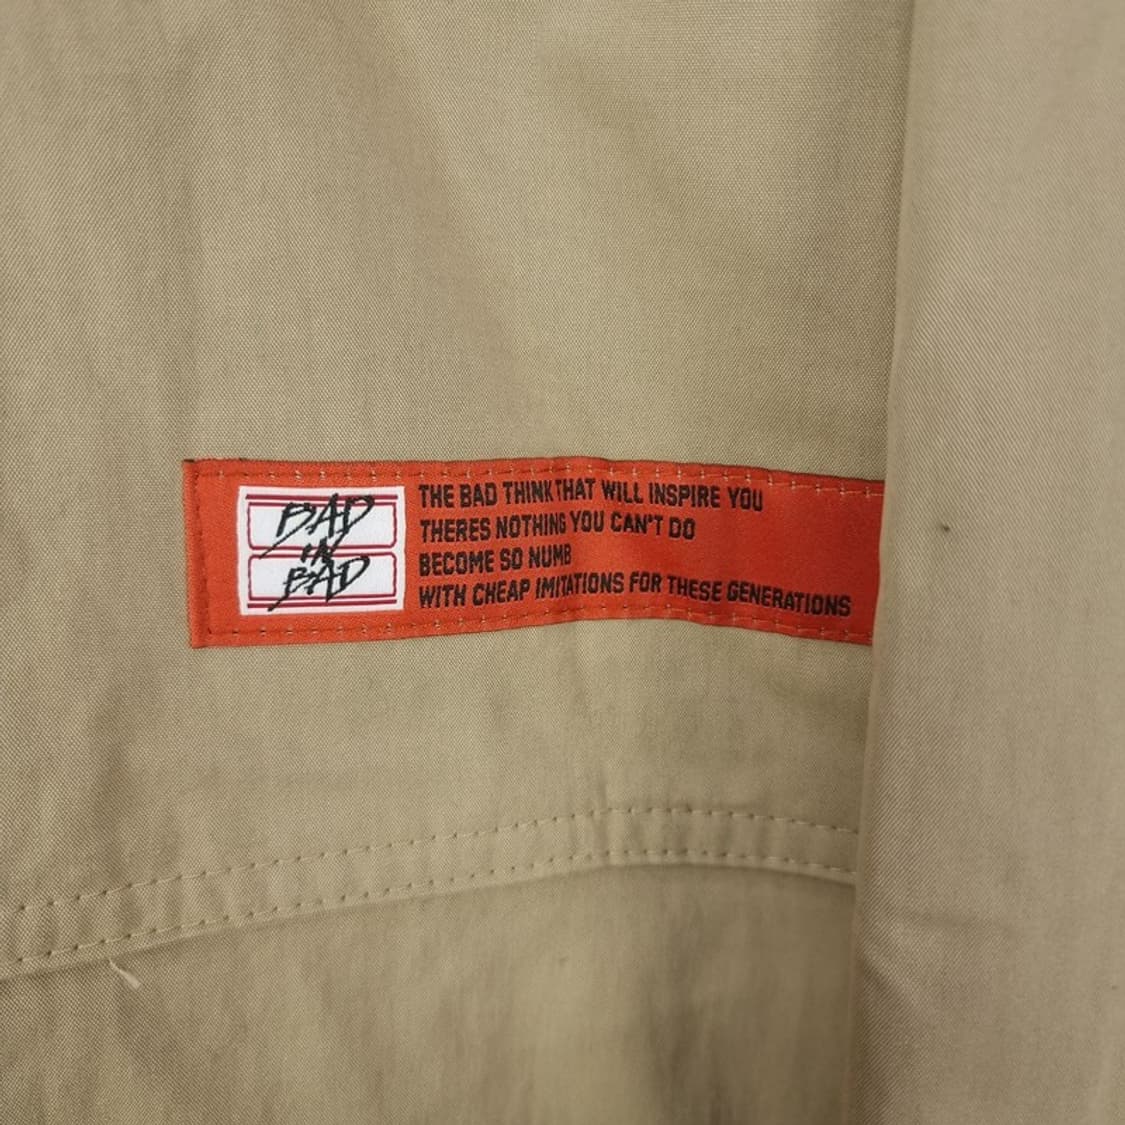 BAD
IN
BAD
THE BAD THINK THAT WILL INSPIRE YOU
THERES NOTHING YOU CAN'T DO
BECOME SO NUMB
WITH CHEAP IMITATIONS FOR THESE GENERATIONS